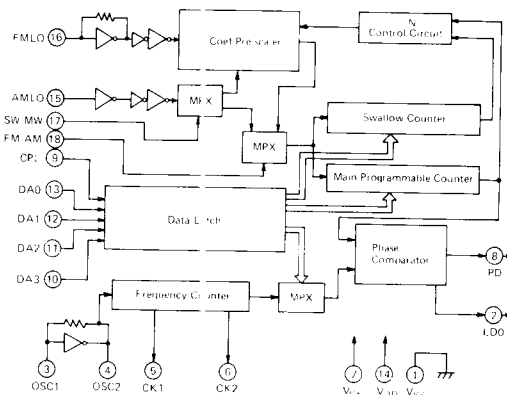 FMLO 16
Coef Prescaler
N
Control Circuit
AMLO 15
MPX
SW MW 17
FM AM 18
MPX
Swallow Counter
CP 9
DA0 13
Main Programmable Counter
DA1 12
Data Latch
DA2 11
Phase
Comparator
8
PD
DA3 10
Frequency Counter
MPX
2
LD0
3
OSC1
4
OSC2
5
CK1
6
CK2
7
14
1